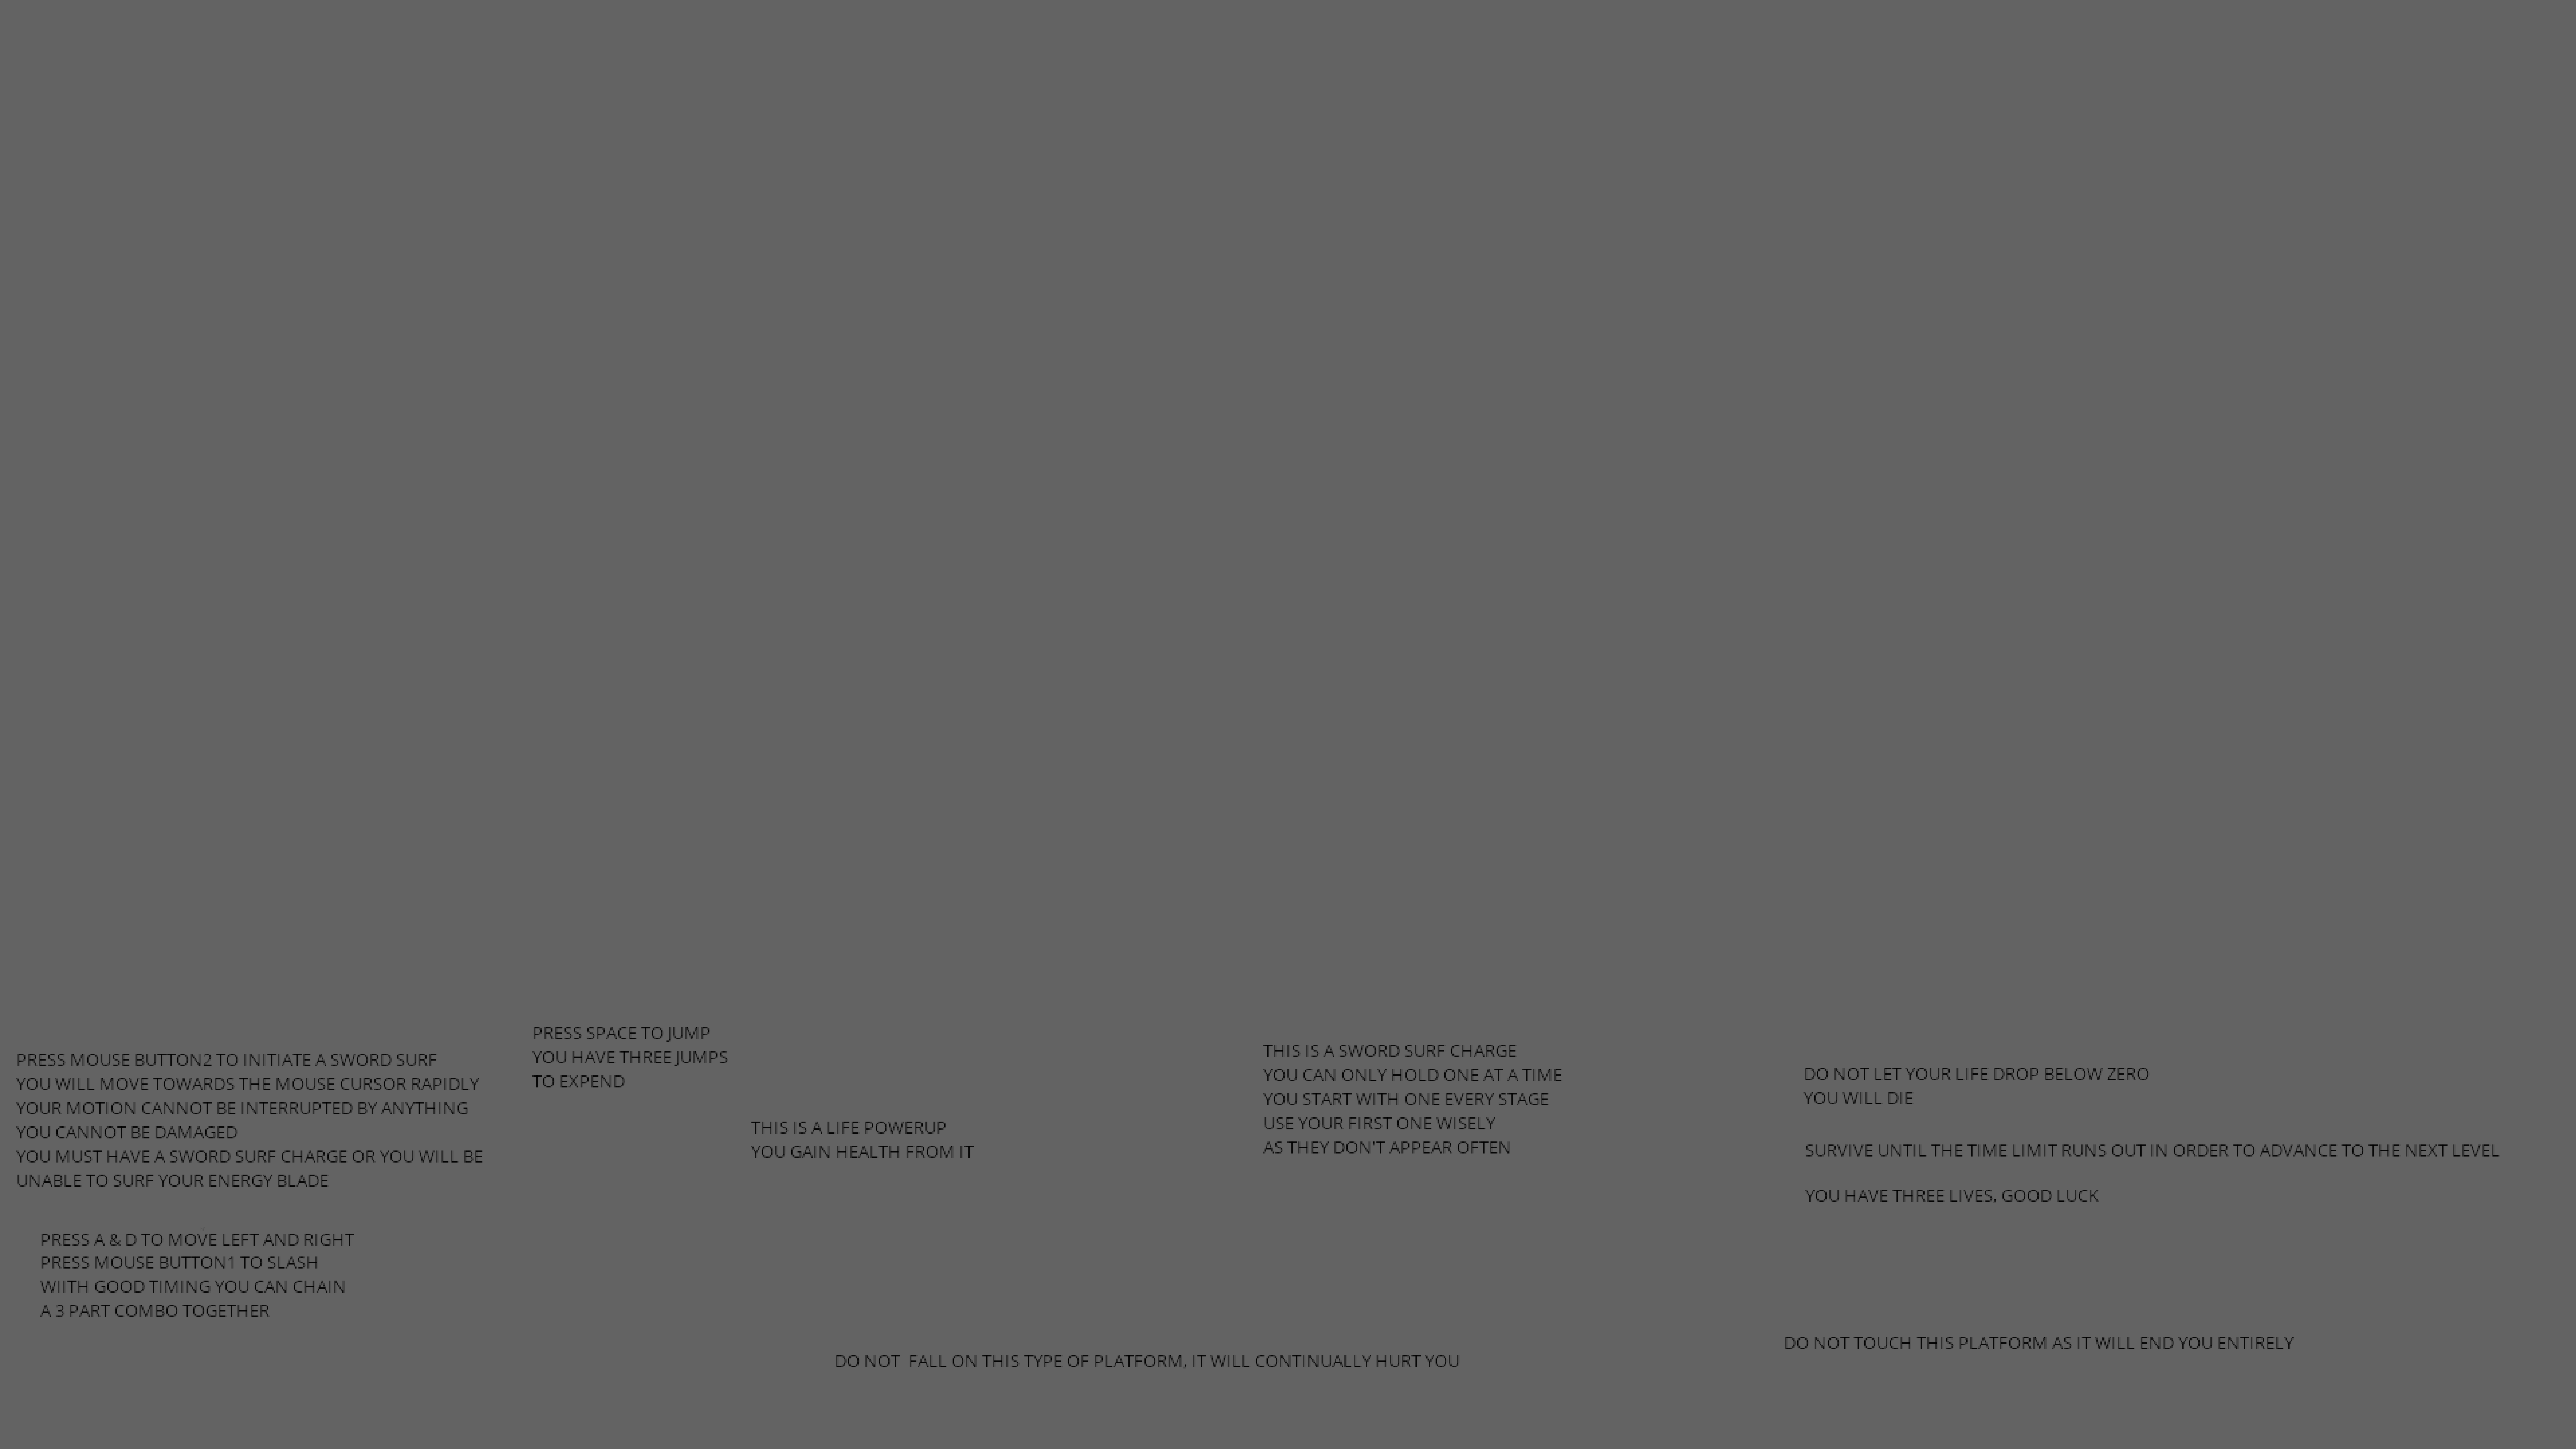 PRESS MOUSE BUTTON2 TO INITIATE A SWORD SURF
YOU WILL MOVE TOWARDS THE MOUSE CURSOR RAPIDLY
YOUR MOTION CANNOT BE INTERRUPTED BY ANYTHING
YOU CANNOT BE DAMAGED
YOU MUST HAVE A SWORD SURF CHARGE OR YOU WILL BE
UNABLE TO SURF YOUR ENERGY BLADE
PRESS A & D TO MOVE LEFT AND RIGHT
PRESS MOUSE BUTTON1 TO SLASH
WIITH GOOD TIMING YOU CAN CHAIN
A 3 PART COMBO TOGETHER
PRESS SPACE TO JUMP
YOU HAVE THREE JUMPS
TO EXPEND
THIS IS A LIFE POWERUP
YOU GAIN HEALTH FROM IT
DO NOT  FALL ON THIS TYPE OF PLATFORM, IT WILL CONTINUALLY HURT YOU
THIS IS A SWORD SURF CHARGE
YOU CAN ONLY HOLD ONE AT A TIME
YOU START WITH ONE EVERY STAGE
USE YOUR FIRST ONE WISELY
AS THEY DON'T APPEAR OFTEN
DO NOT LET YOUR LIFE DROP BELOW ZERO
YOU WILL DIE
SURVIVE UNTIL THE TIME LIMIT RUNS OUT IN ORDER TO ADVANCE TO THE NEXT LEVEL
YOU HAVE THREE LIVES, GOOD LUCK
DO NOT TOUCH THIS PLATFORM AS IT WILL END YOU ENTIRELY